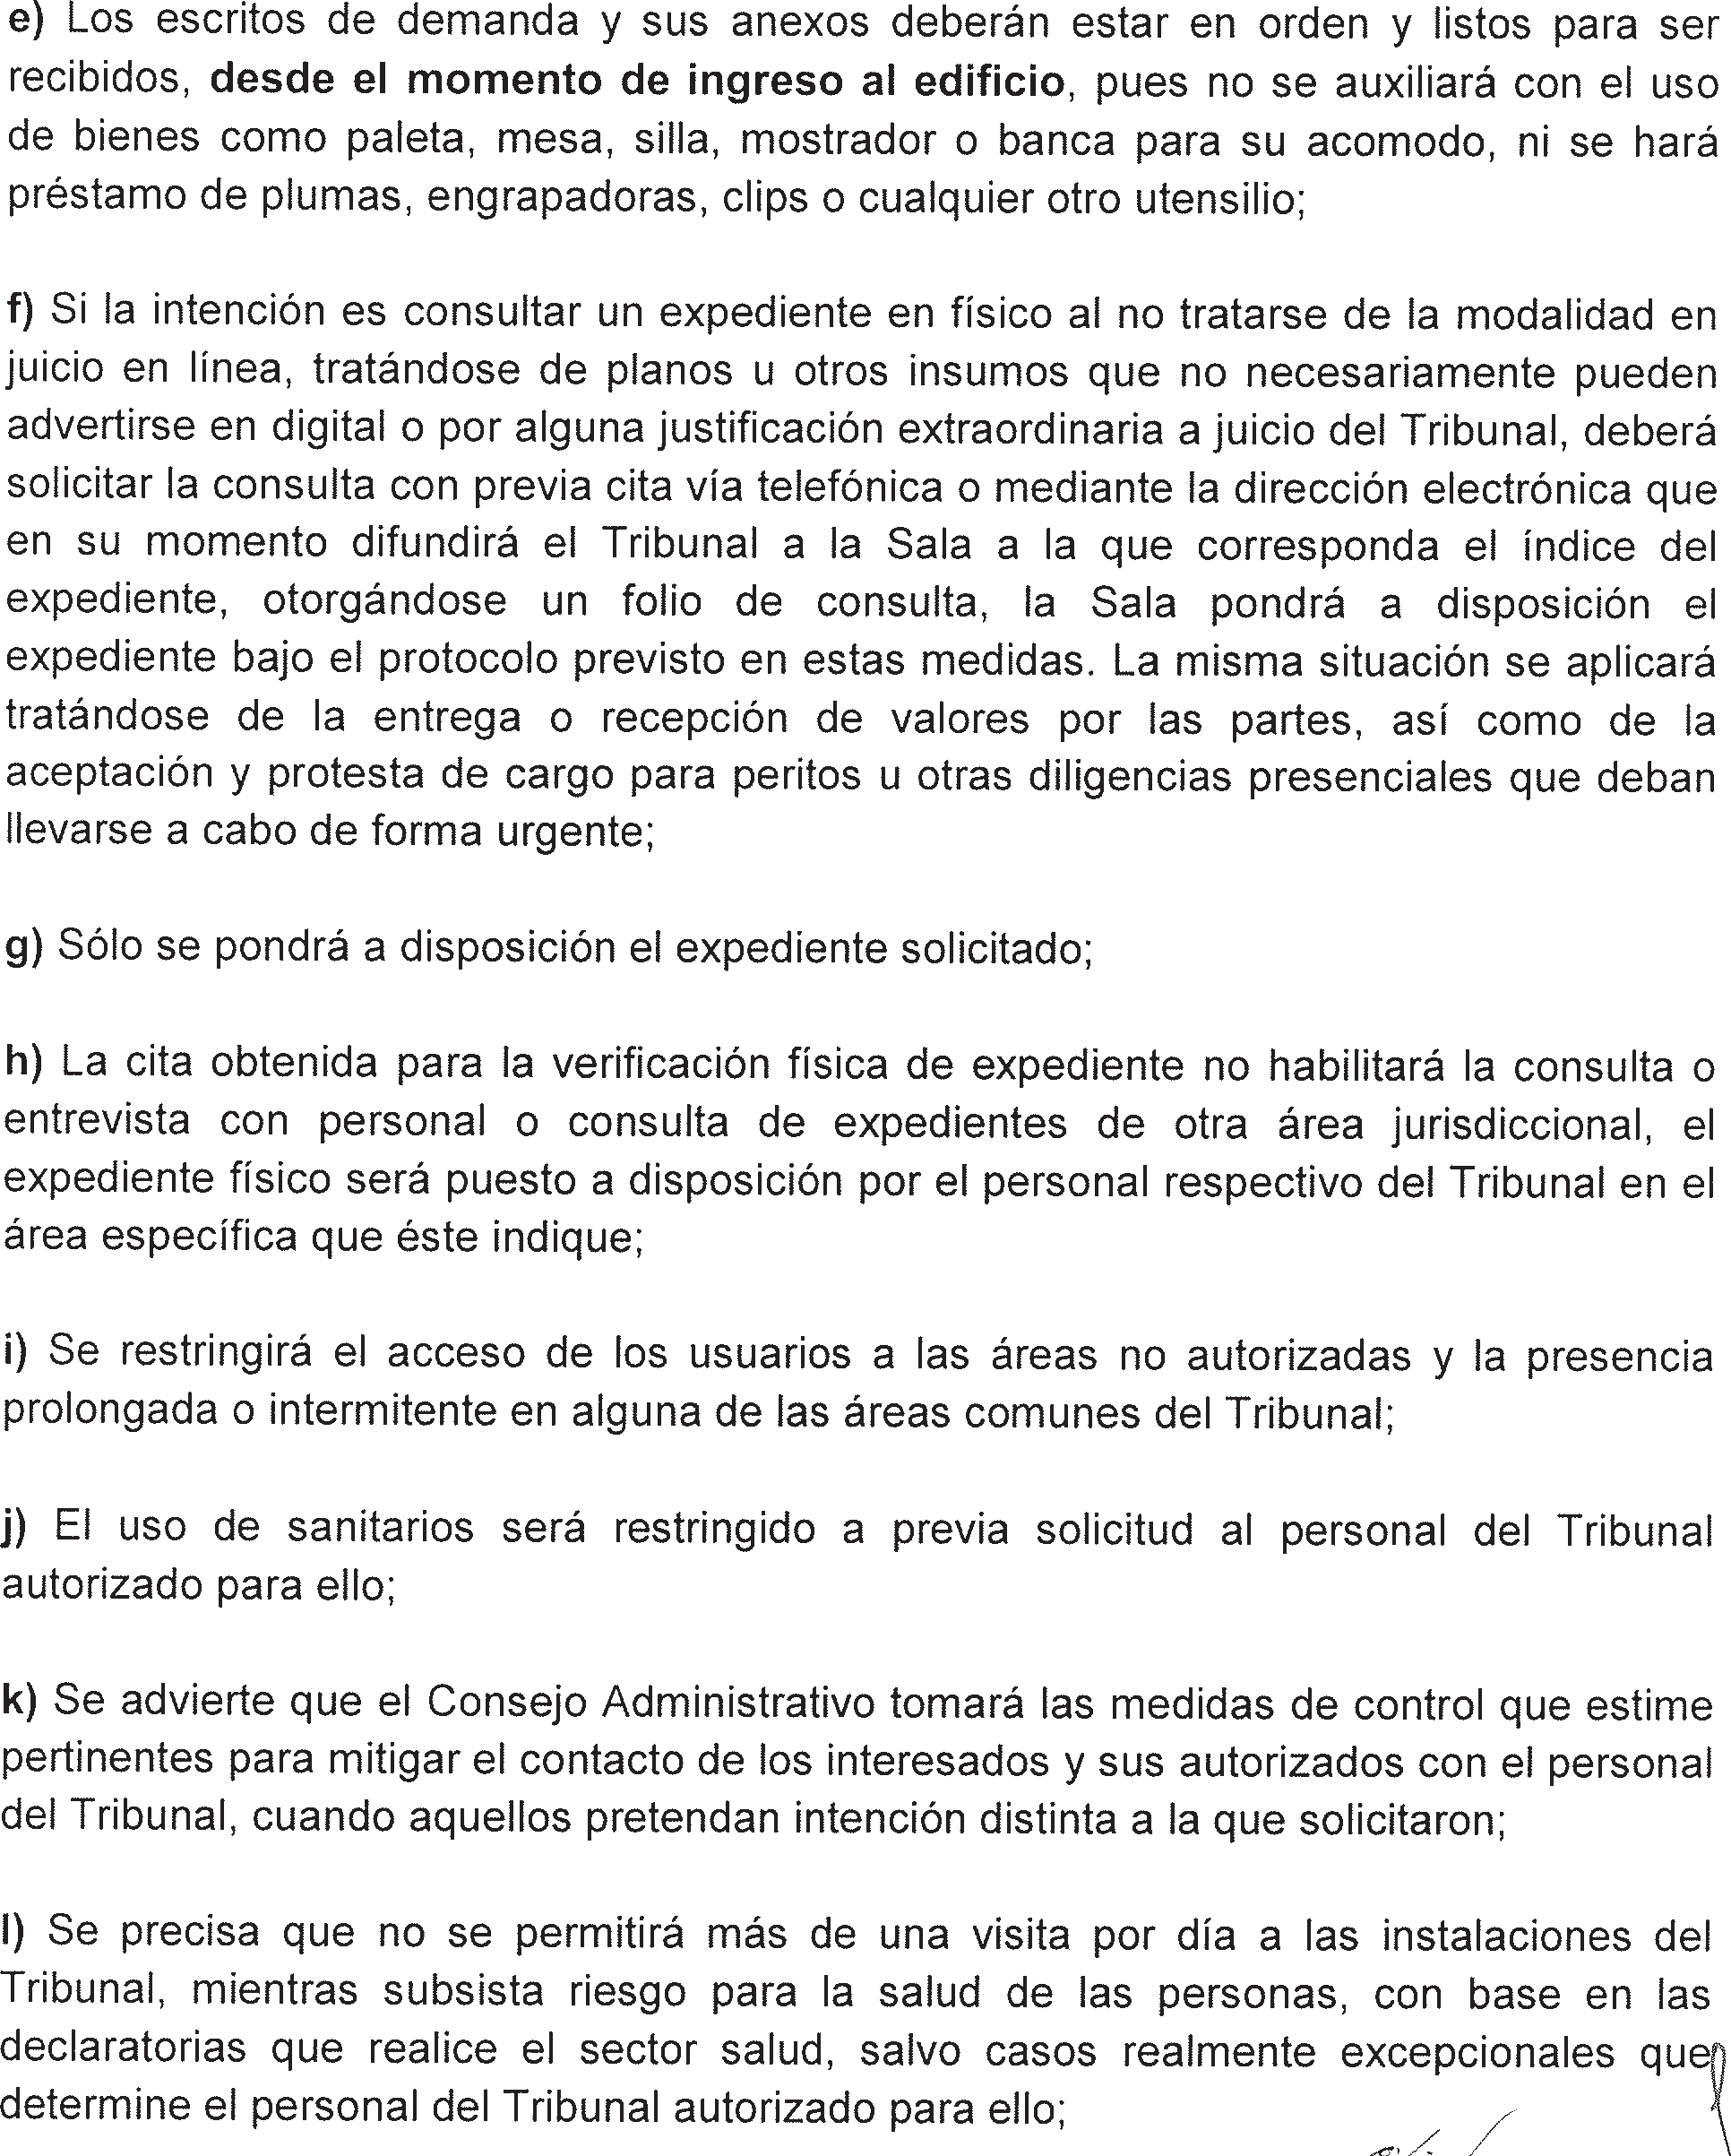 e) Los escritos de demanda y sus anexos deberán estar en orden y listos para ser
recibidos, desde el momento de ingreso al edificio, pues no se auxiliará con el uso
de bienes como paleta, mesa, silla, mostrador o banca para su acomodo, ni se hará
préstamo de plumas, engrapadoras, clips o cualquier otro utensilio;
f) Si la intención es consultar un expediente en físico al no tratarse de la modalidad en
juicio en línea, tratándose de planos u otros insumos que no necesariamente pueden
advertirse en digital o por alguna justificación extraordinaria a juicio del Tribunal, deberá
solicitar la consulta con previa cita vía telefónica o mediante la dirección electrónica que
en su momento difundirá el Tribunal a la Sala a la que corresponda el índice del
expediente, otorgándose un folio de consulta, la Sala pondrá a disposición el
expediente bajo el protocolo previsto en estas medidas. La misma situación se aplicará
tratándose de la entrega o recepción de valores por las partes, así como de la
aceptación y protesta de cargo para peritos u otras diligencias presenciales que deban
llevarse a cabo de forma urgente;
g) Sólo se pondrá a disposición el expediente solicitado;
h) La cita obtenida para la verificación física de expediente no habilitará la consulta o
entrevista con personal o consulta de expedientes de otra área jurisdiccional, el
expediente físico será puesto a disposición por el personal respectivo del Tribunal en el
área específica que éste indique;
i) Se restringirá el acceso de los usuarios a las áreas no autorizadas y la presencia
prolongada o intermitente en alguna de las áreas comunes del Tribunal;
j) El uso de sanitarios será restringido a previa solicitud al personal del Tribunal
autorizado para ello;
k) Se advierte que el Consejo Administrativo tomará las medidas de control que estime
pertinentes para mitigar el contacto de los interesados y sus autorizados con el personal
del Tribunal, cuando aquellos pretendan intención distinta a la que solicitaron;
l) Se precisa que no se permitirá más de una visita por día a las instalaciones del
Tribunal, mientras subsista riesgo para la salud de las personas, con base en las
declaratorias que realice el sector salud, salvo casos realmente excepcionales que
determine el personal del Tribunal autorizado para ello;